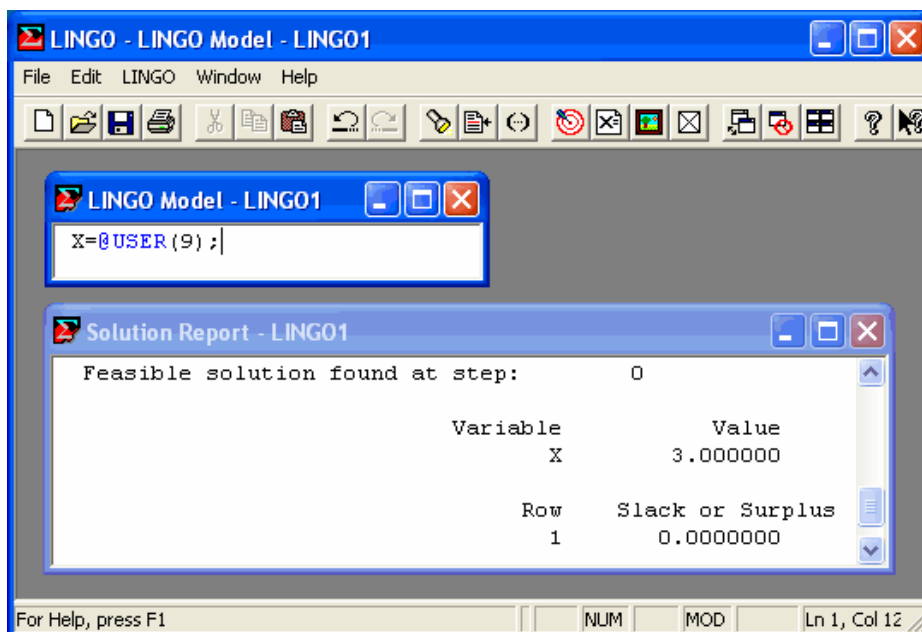 LINGO - LINGO Model - LINGO1
File Edit LINGO Window Help
LINGO Model - LINGO1
X=@USER(9);
Solution Report - LINGO1
Feasible solution found at step: 0
Variable Value
X 3.000000
Row Slack or Surplus
1 0.0000000
For Help, press F1 NUM MOD Ln 1, Col 12